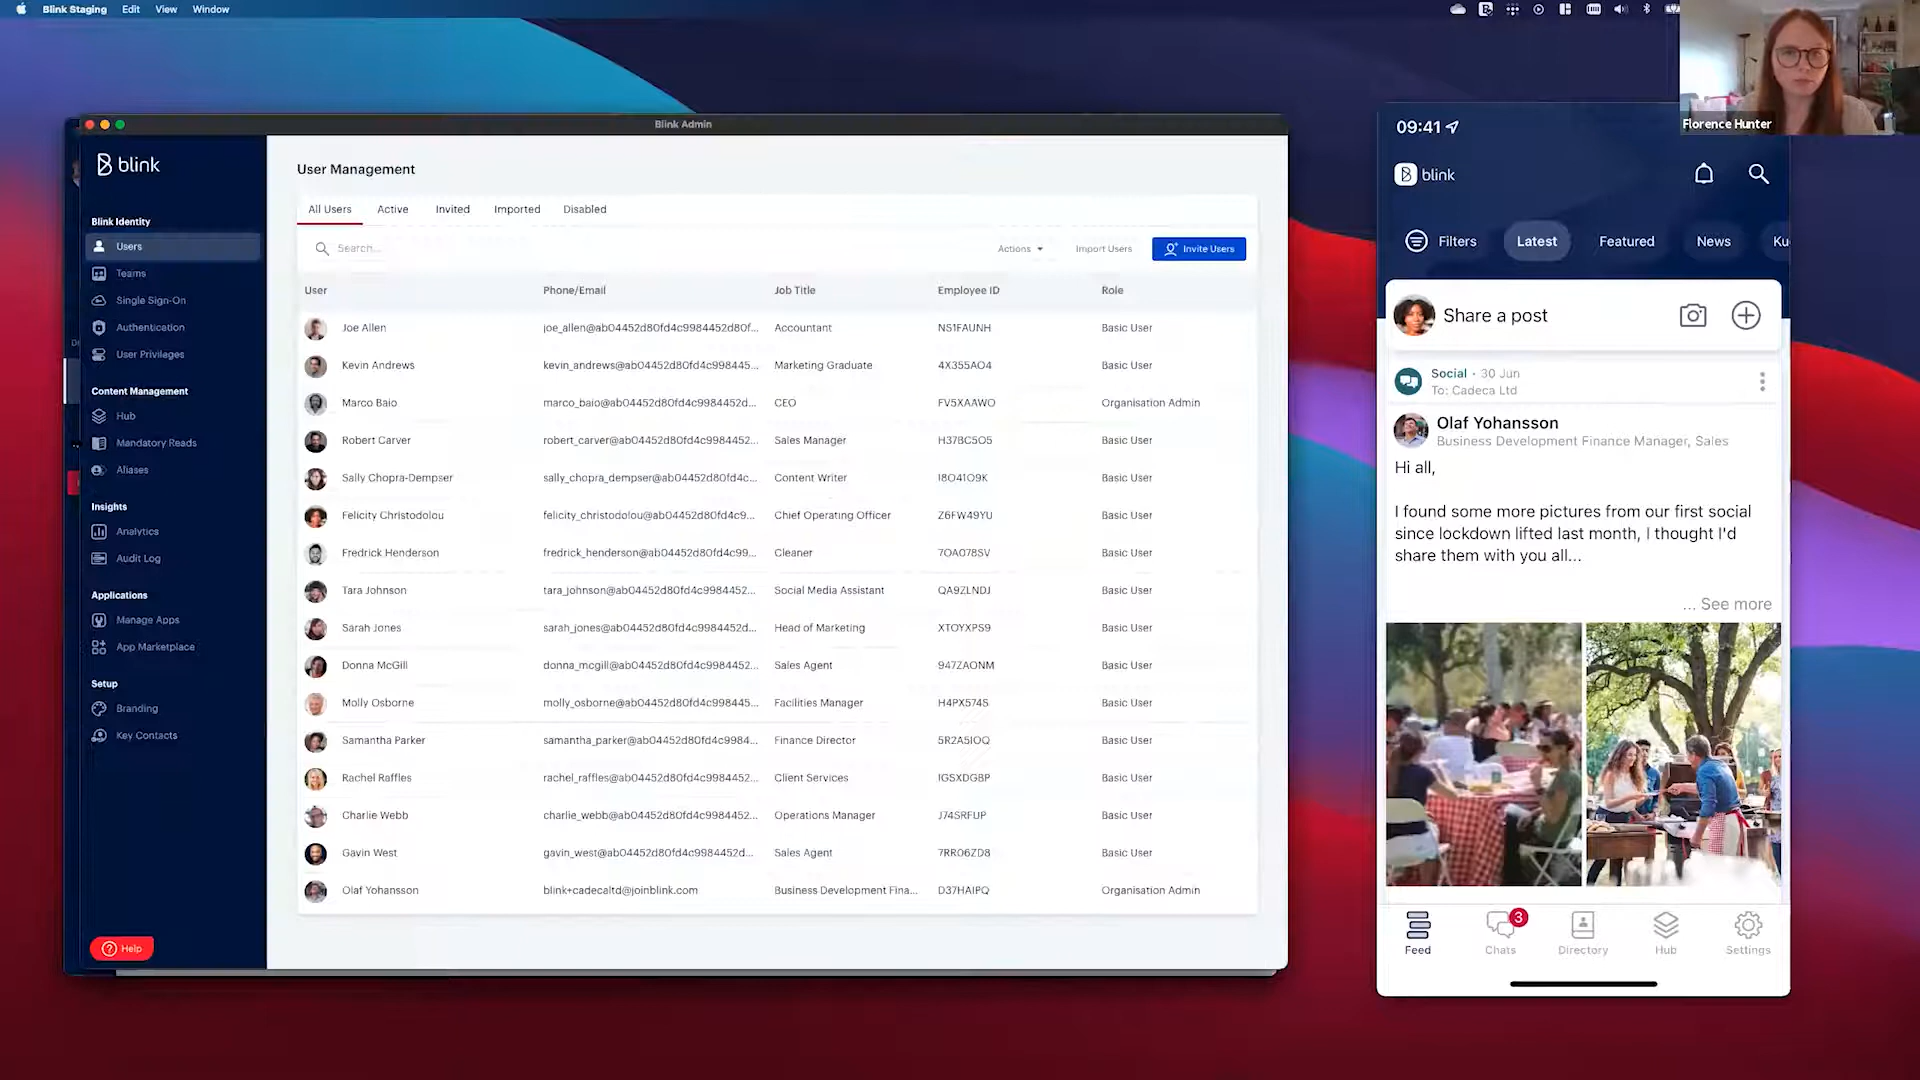 Blink Staging Edit View Window
Florence Hunter
Blink Admin
blink
Blink Identity
Users
Teams
Single Sign-On
Authentication
User Privileges
Content Management
Hub
Mandatory Reads
Aliases
Insights
Analytics
Audit Log
Applications
Manage Apps
App Marketplace
Setup
Branding
Key Contacts
Help
User Management
All Users Active Invited Imported Disabled
Search... Actions Import Users Invite Users
User Phone/Email Job Title Employee ID Role
Joe Allen joe_allen@ab04452d80fd4c9984452d80f... Accountant NS1FAUNH Basic User
Kevin Andrews kevin_andrews@ab04452d80fd4c998445... Marketing Graduate 4X355AO4 Basic User
Marco Baio marco_baio@ab04452d80fd4c9984452d... CEO FV5XAAWO Organisation Admin
Robert Carver robert_carver@ab04452d80fd4c9984452... Sales Manager H37BC5O5 Basic User
Sally Chopra-Dempser sally_chopra_dempser@ab04452d80fd4c... Content Writer I8O41O9K Basic User
Felicity Christodolou felicity_christodolou@ab04452d80fd4c9... Chief Operating Officer Z6FW49YU Basic User
Fredrick Henderson fredrick_henderson@ab04452d80fd4c99... Cleaner 7OA078SV Basic User
Tara Johnson tara_johnson@ab04452d80fd4c9984452... Social Media Assistant QA9ZLNDJ Basic User
Sarah Jones sarah_jones@ab04452d80fd4c9984452d... Head of Marketing XTOYXPS9 Basic User
Donna McGill donna_mcgill@ab04452d80fd4c9984452... Sales Agent 947ZAONM Basic User
Molly Osborne molly_osborne@ab04452d80fd4c998445... Facilities Manager H4PX574S Basic User
Samantha Parker samantha_parker@ab04452d80fd4c9984... Finance Director 5R2A5IOQ Basic User
Rachel Raffles rachel_raffles@ab04452d80fd4c9984452... Client Services IGSXDG8P Basic User
Charlie Webb charlie_webb@ab04452d80fd4c9984452... Operations Manager J74SRFUP Basic User
Gavin West gavin_west@ab04452d80fd4c9984452d... Sales Agent 7RR06ZD8 Basic User
Olaf Yohansson blink+cadecaltd@joinblink.com Business Development Fina... D37HAIPQ Organisation Admin
09:41
blink
Filters Latest Featured News Ku
Share a post
Social · 30 Jun
To: Cadeca Ltd
Olaf Yohansson
Business Development Finance Manager, Sales
Hi all,
I found some more pictures from our first social
since lockdown lifted last month, I thought I'd
share them with you all...
... See more
3
Feed Chats Directory Hub Settings